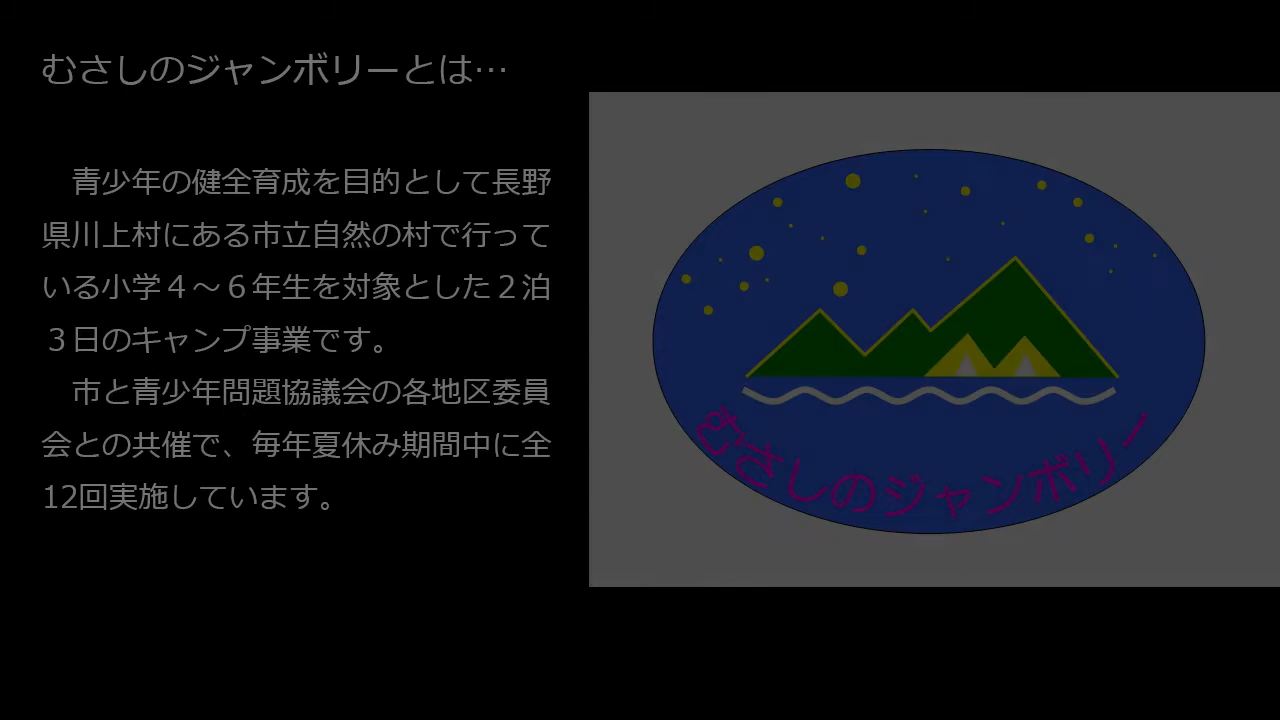 むさしのジャンボリーとは…
　青少年の健全育成を目的として長野
県川上村にある市立自然の村で行って
いる小学４～６年生を対象とした２泊
３日のキャンプ事業です。
　市と青少年問題協議会の各地区委員
会との共催で、毎年夏休み期間中に全
12回実施しています。
むさしのジャンボリー